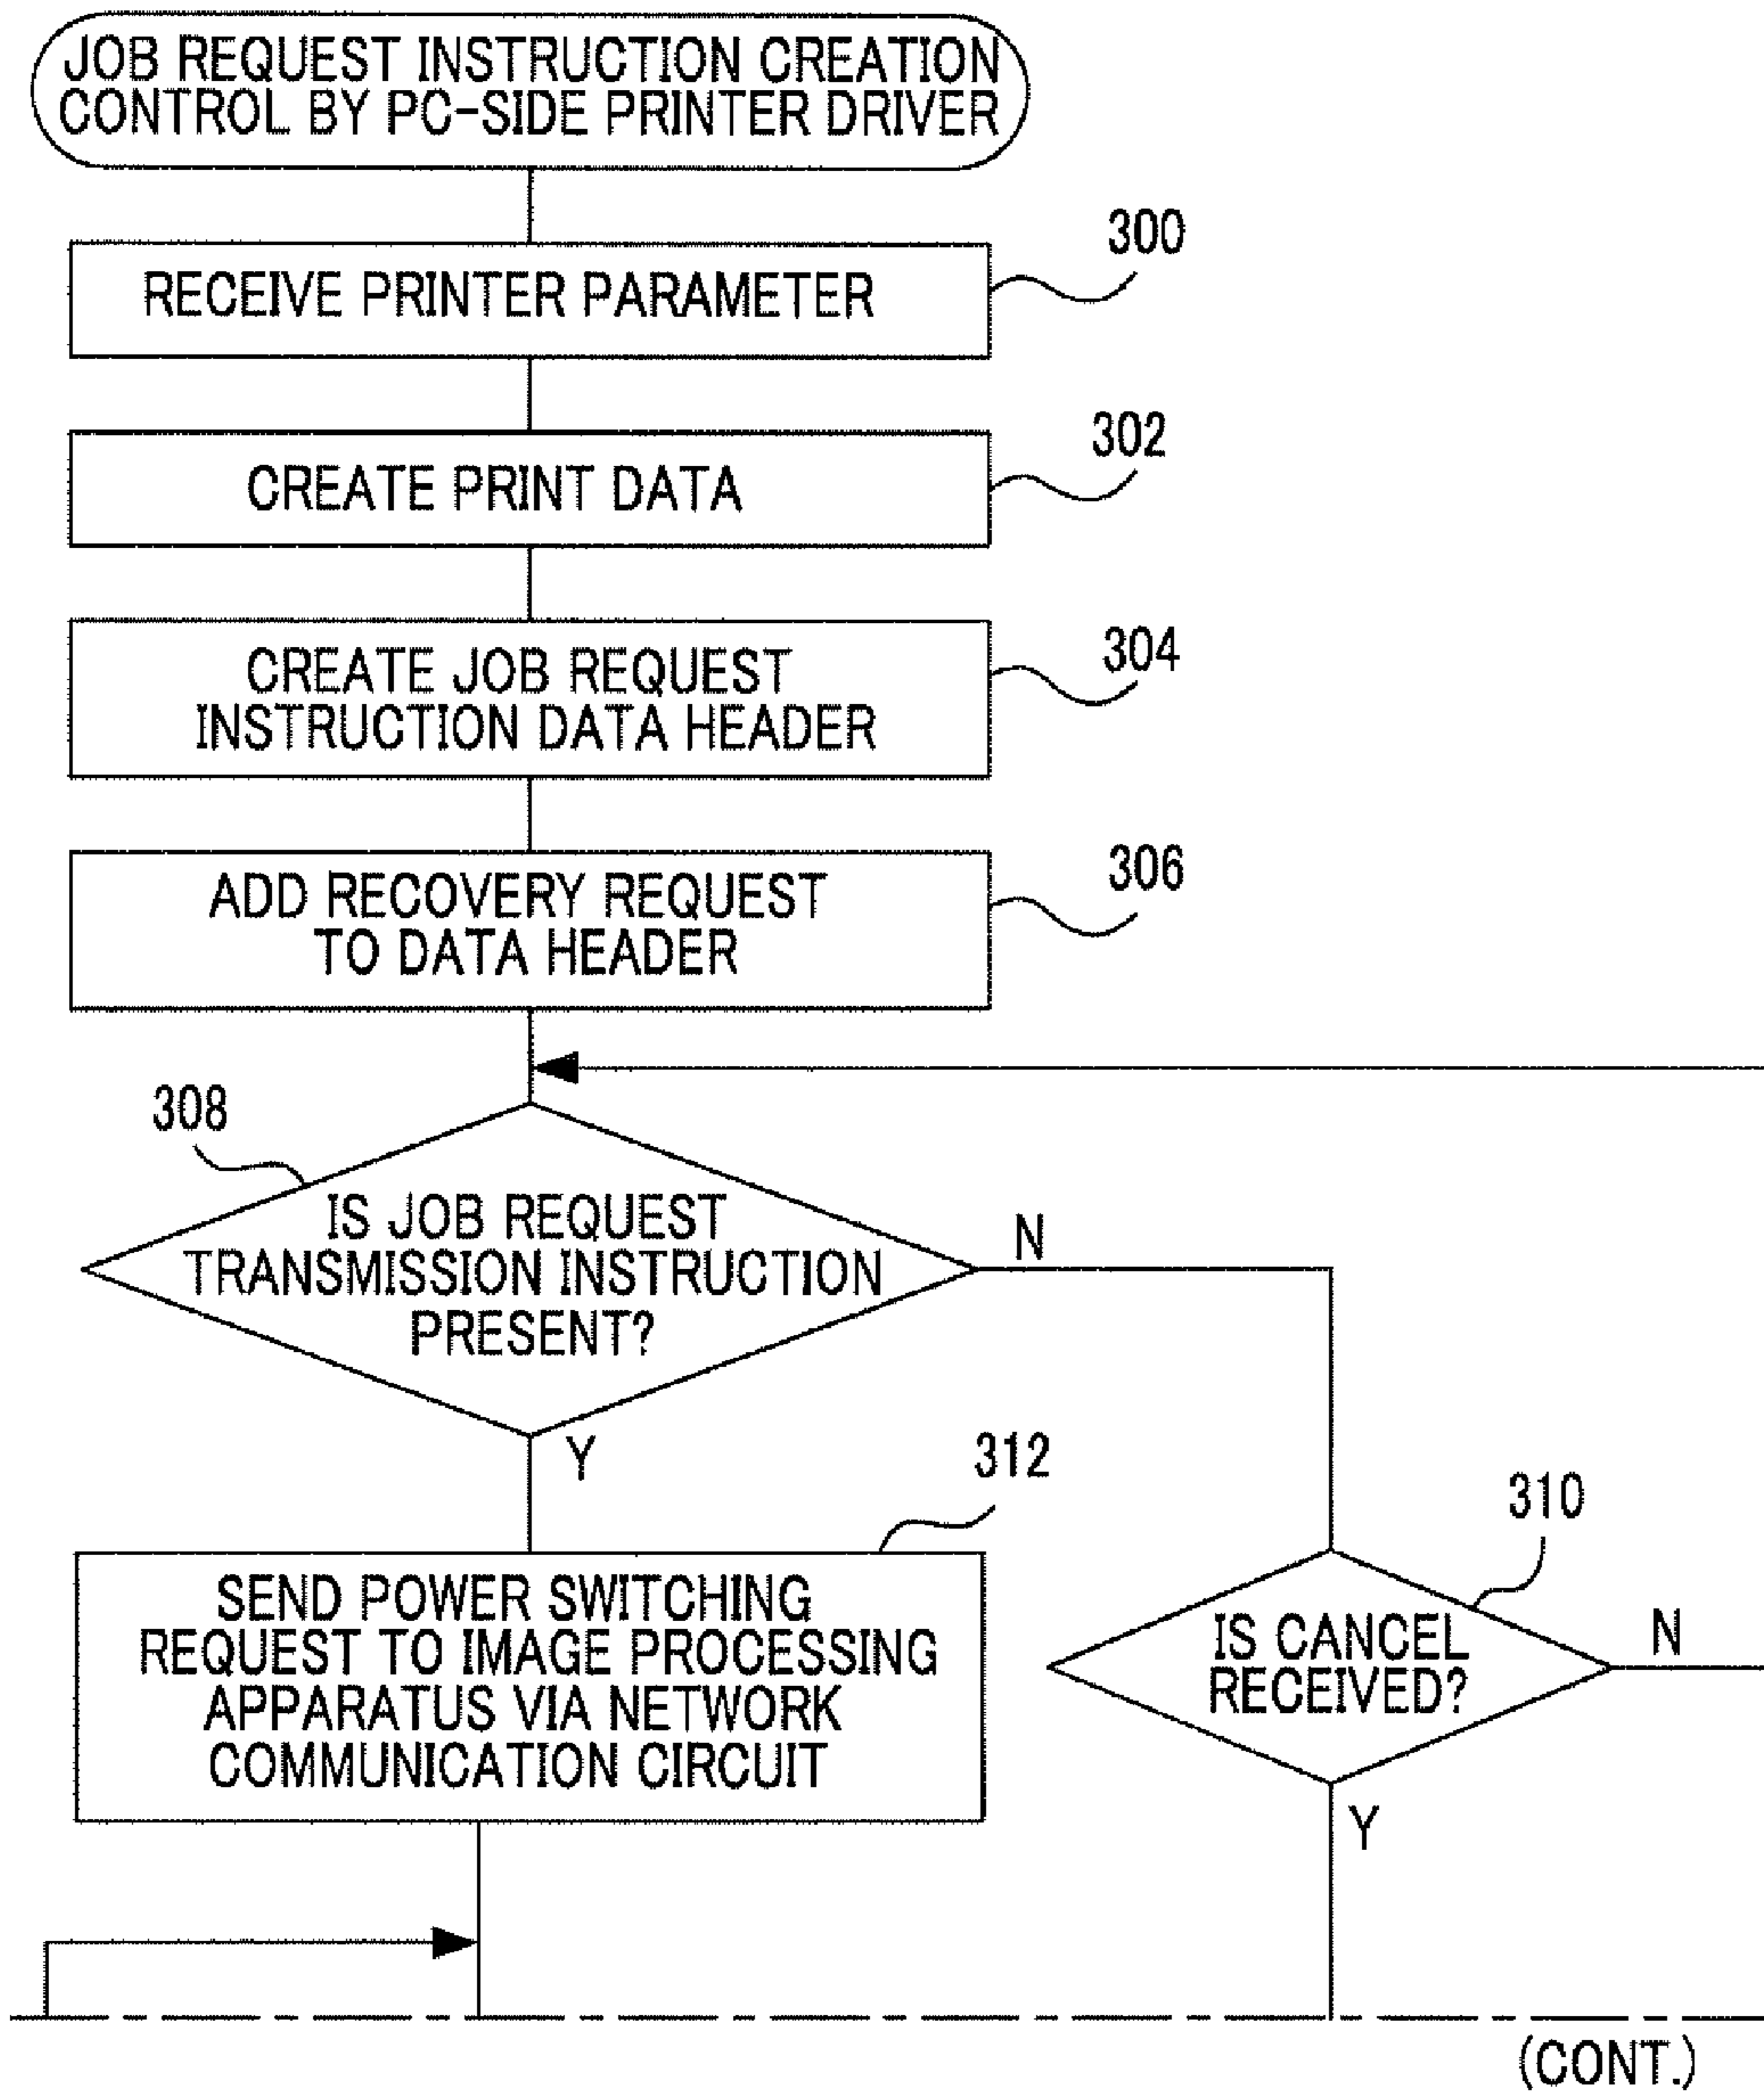 JOB REQUEST INSTRUCTION CREATION
CONTROL BY PC-SIDE PRINTER DRIVER
300
RECEIVE PRINTER PARAMETER
302
CREATE PRINT DATA
304
CREATE JOB REQUEST
INSTRUCTION DATA HEADER
306
ADD RECOVERY REQUEST
TO DATA HEADER
308
IS JOB REQUEST
TRANSMISSION INSTRUCTION
PRESENT?
N
Y
312
SEND POWER SWITCHING
REQUEST TO IMAGE PROCESSING
APPARATUS VIA NETWORK
COMMUNICATION CIRCUIT
310
IS CANCEL
RECEIVED?
N
Y
(CONT.)